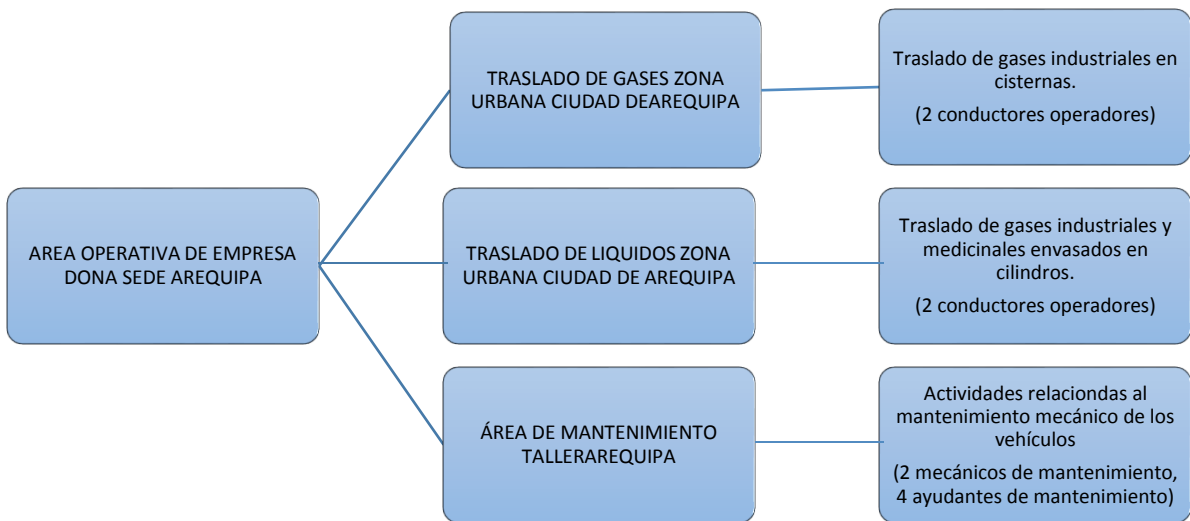 AREA OPERATIVA DE EMPRESA
DONA SEDE AREQUIPA
TRASLADO DE GASES ZONA
URBANA CIUDAD DEAREQUIPA
Traslado de gases industriales en
cisternas.
(2 conductores operadores)
TRASLADO DE LIQUIDOS ZONA
URBANA CIUDAD DE AREQUIPA
Traslado de gases industriales y
medicinales envasados en
cilindros.
(2 conductores operadores)
ÁREA DE MANTENIMIENTO
TALLERAREQUIPA
Actividades relaciondas al
mantenimiento mecánico de los
vehículos
(2 mecánicos de mantenimiento,
4 ayudantes de mantenimiento)